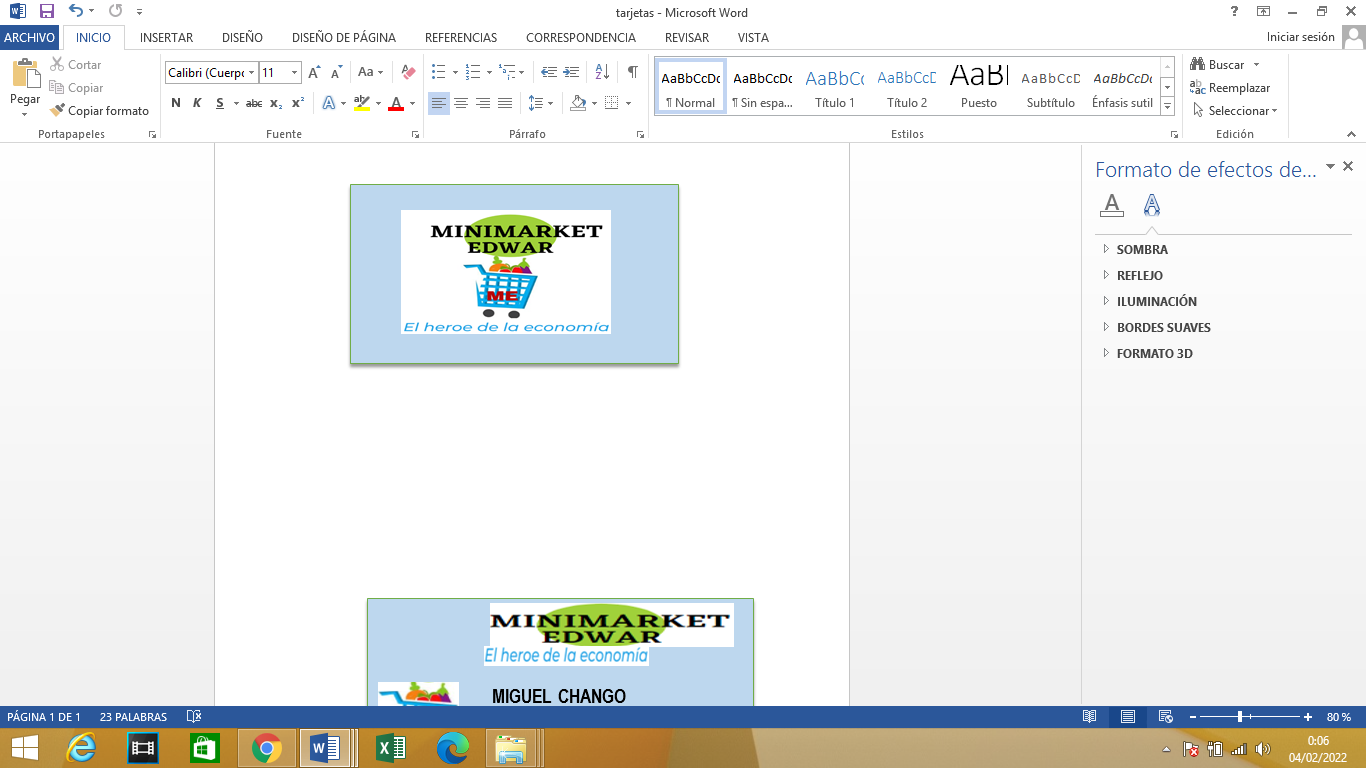 tarjetas - Microsoft Word
ARCHIVO INICIO INSERTAR DISEÑO DISEÑO DE PÁGINA REFERENCIAS CORRESPONDENCIA REVISAR VISTA Iniciar sesión
Pegar
Cortar
Copiar
Copiar formato
Portapapeles
Calibri (Cuerpo 11
N K S abc x₂ x²
Fuente
Párrafo
AaBbCcDc AaBbCcDc AaBbCc AaBbCcD AaB AaBbCcD AaBbCcDc
¶ Normal ¶ Sin espa... Título 1 Título 2 Puesto Subtítulo Énfasis sutil
Estilos
Buscar
Reemplazar
Seleccionar
Edición
MINIMARKET
EDWAR
ME
El heroe de la economía
MINIMARKET
EDWAR
El heroe de la economía
MIGUEL CHANGO
Formato de efectos de...
SOMBRA
REFLEJO
ILUMINACIÓN
BORDES SUAVES
FORMATO 3D
PÁGINA 1 DE 1 23 PALABRAS 80 %
0:06
04/02/2022